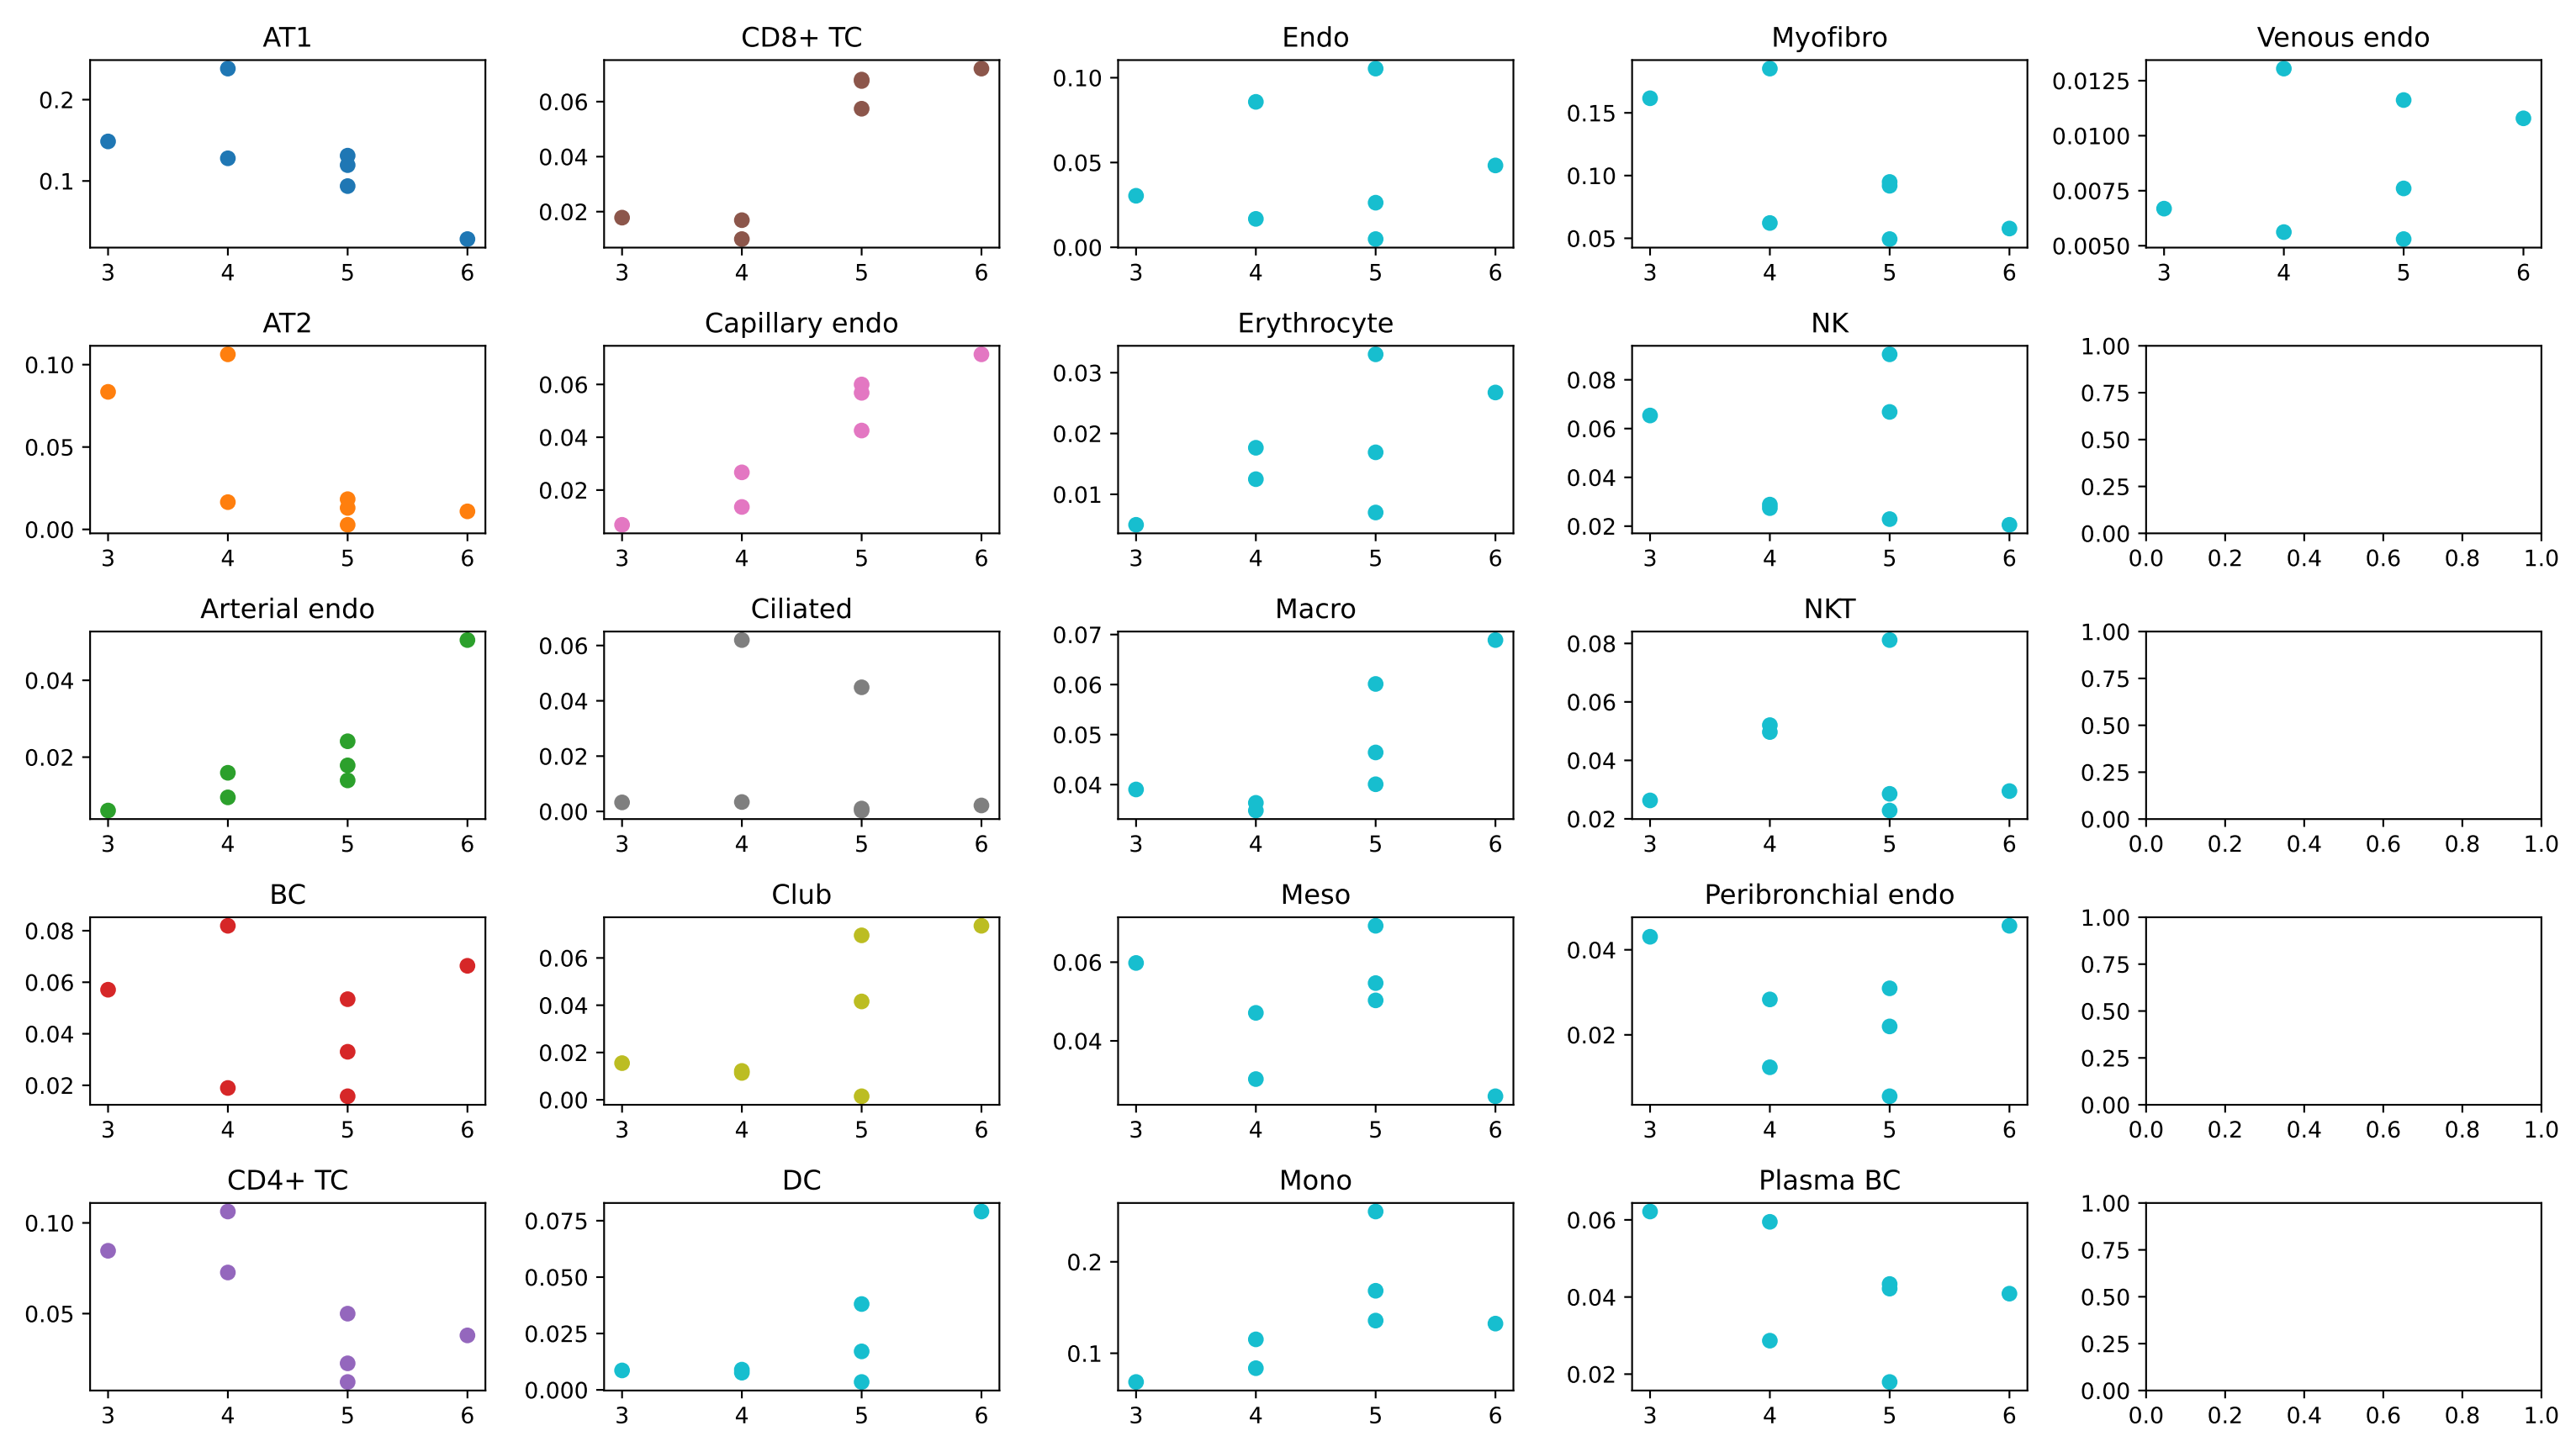 AT1
0.2
0.1
3 4 5 6
CD8+ TC
0.06
0.04
0.02
3 4 5 6
Endo
0.10
0.05
0.00
3 4 5 6
Myofibro
0.15
0.10
0.05
3 4 5 6
Venous endo
0.0125
0.0100
0.0075
0.0050
3 4 5 6
AT2
0.10
0.05
0.00
3 4 5 6
Capillary endo
0.06
0.04
0.02
3 4 5 6
Erythrocyte
0.03
0.02
0.01
3 4 5 6
NK
0.08
0.06
0.04
0.02
3 4 5 6
1.00
0.75
0.50
0.25
0.00
0.0 0.2 0.4 0.6 0.8 1.0
Arterial endo
0.04
0.02
3 4 5 6
Ciliated
0.06
0.04
0.02
0.00
3 4 5 6
Macro
0.07
0.06
0.05
0.04
3 4 5 6
NKT
0.08
0.06
0.04
0.02
3 4 5 6
1.00
0.75
0.50
0.25
0.00
0.0 0.2 0.4 0.6 0.8 1.0
BC
0.08
0.06
0.04
0.02
3 4 5 6
Club
0.06
0.04
0.02
0.00
3 4 5 6
Meso
0.06
0.04
3 4 5 6
Peribronchial endo
0.04
0.02
3 4 5 6
1.00
0.75
0.50
0.25
0.00
0.0 0.2 0.4 0.6 0.8 1.0
CD4+ TC
0.10
0.05
3 4 5 6
DC
0.075
0.050
0.025
0.000
3 4 5 6
Mono
0.2
0.1
3 4 5 6
Plasma BC
0.06
0.04
0.02
3 4 5 6
1.00
0.75
0.50
0.25
0.00
0.0 0.2 0.4 0.6 0.8 1.0